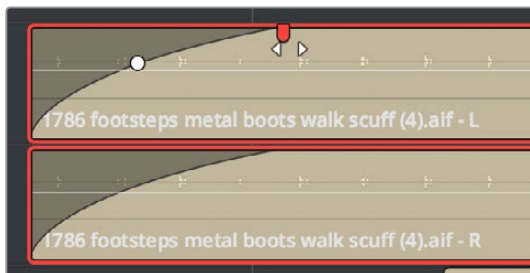 1786 footsteps metal boots walk scuff (4).aif - L
1786 footsteps metal boots walk scuff (4).aif - R